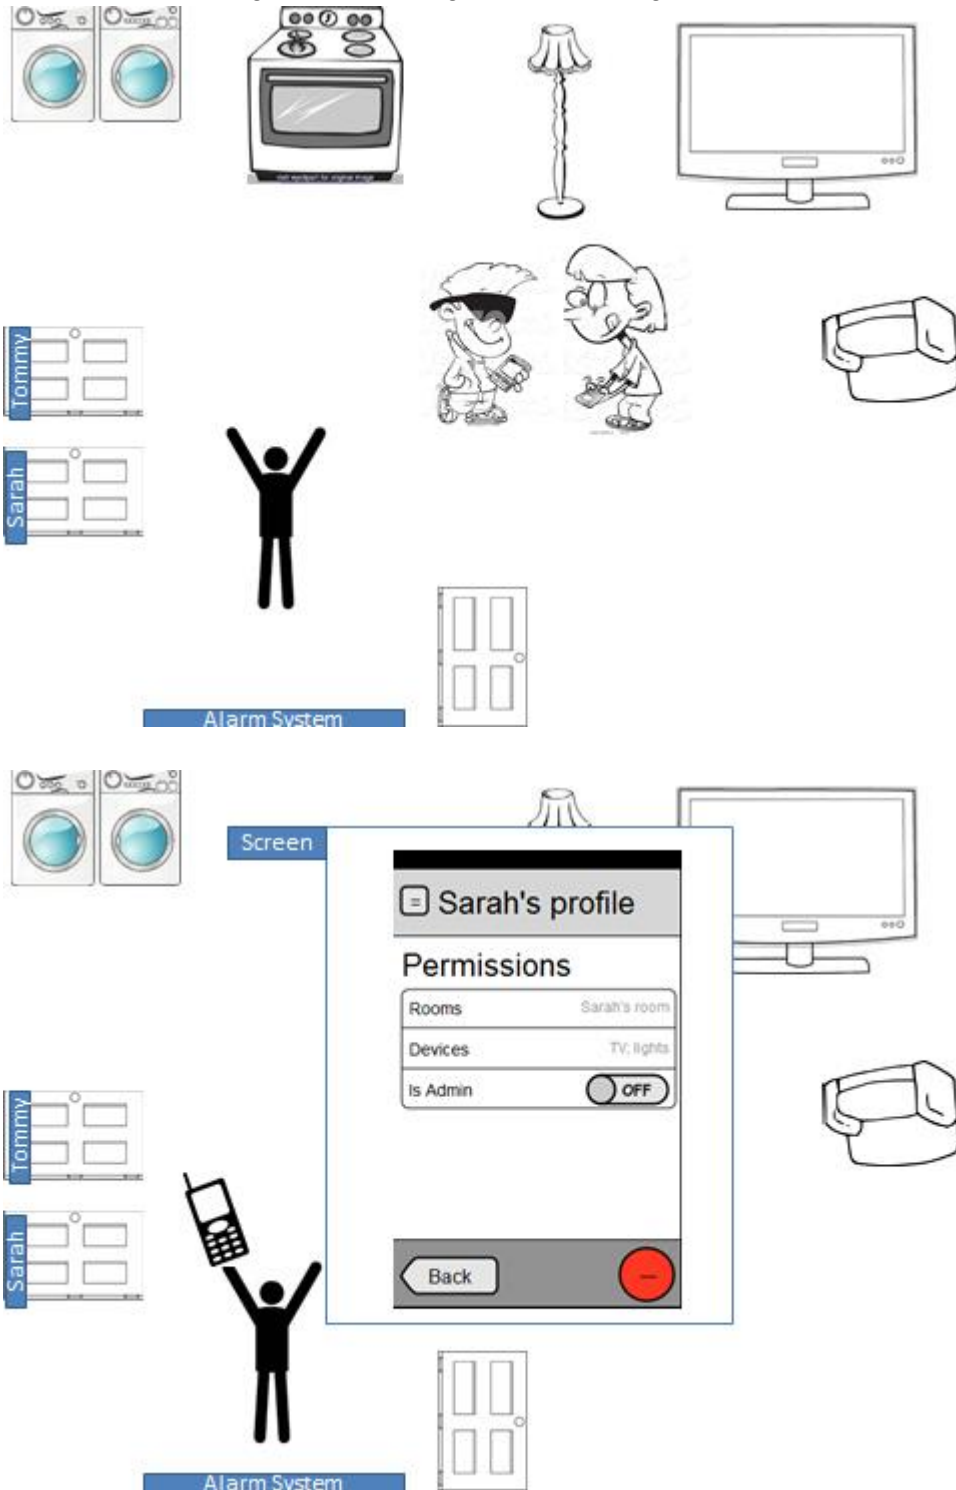 Tommy
Sarah
Alarm System
Screen
Sarah's profile
Permissions
Rooms Sarah's room
Devices TV; lights
Is Admin OFF
Tommy
Sarah
Back
Alarm System